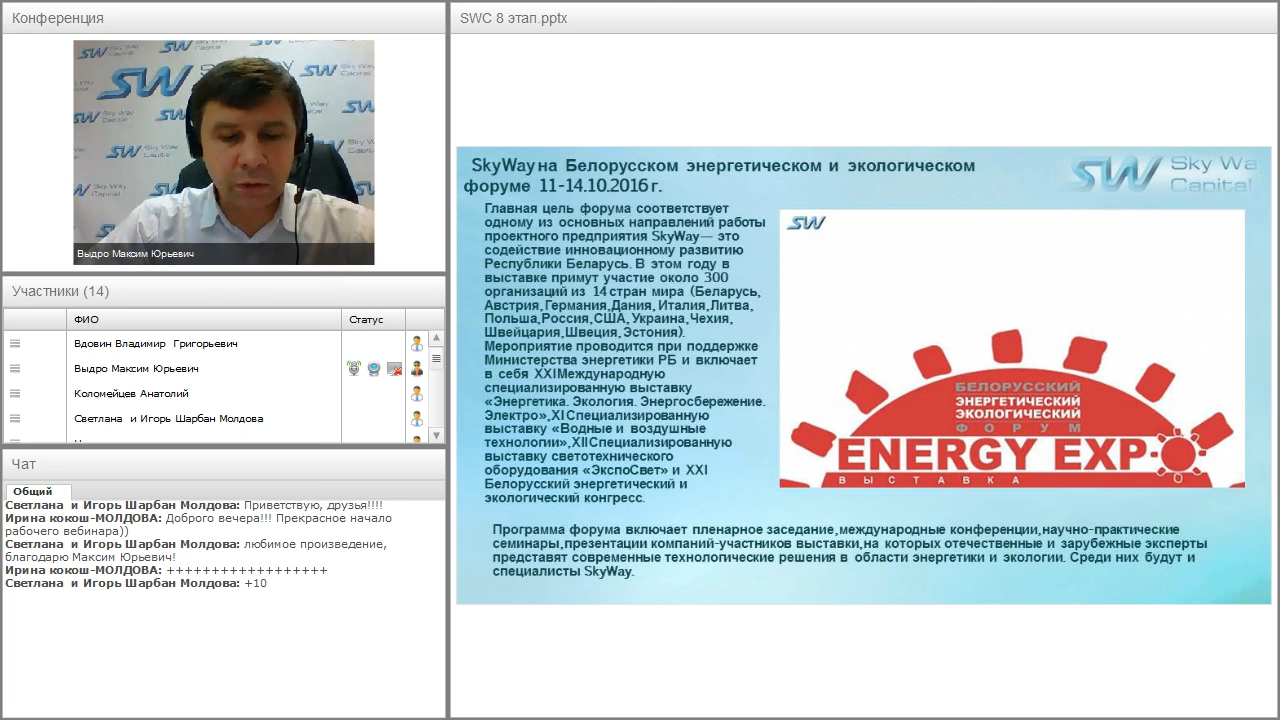 Конференция
SW
Sky Way
Capital
Выдро Максим Юрьевич
Участники (14)
ФИО
Статус
Вдовин Владимир Григорьевич
Выдро Максим Юрьевич
Коломейцев Анатолий
Светлана и Игорь Шарбан Молдова
Чат
Общий
Светлана и Игорь Шарбан Молдова: Приветствую, друзья!!!!
Ирина кокош-МОЛДОВА: Доброго вечера!!! Прекрасное начало
рабочего вебинара))
Светлана и Игорь Шарбан Молдова: любимое произведение,
благодарю Максим Юрьевич!
Ирина кокош-МОЛДОВА: ++++++++++++++++++
Светлана и Игорь Шарбан Молдова: +10
SWC 8 этап.pptx
SkyWay на Белорусском энергетическом и экологическом
форуме 11-14.10.2016 г.
SW Sky Wa
Capital
Главная цель форума соответствует
одному из основных направлений работы
проектного предприятия SkyWay— это
содействие инновационному развитию
Республики Беларусь. В этом году в
выставке примут участие около 300
организаций из 14 стран мира (Беларусь,
Австрия, Германия, Дания, Италия, Литва,
Польша, Россия, США, Украина, Чехия,
Швейцария, Швеция, Эстония).
Мероприятие проводится при поддержке
Министерства энергетики РБ и включает
в себя XXI Международную
специализированную выставку
«Энергетика. Экология. Энергосбережение.
Электро», XI Специализированную
выставку «Водные и воздушные
технологии», XII Специализированную
выставку светотехнического
оборудования «ЭкспоСвет» и XXI
Белорусский энергетический и
экологический конгресс.
SW
БЕЛОРУССКИЙ
ЭНЕРГЕТИЧЕСКИЙ
ЭКОЛОГИЧЕСКИЙ
ФОРУМ
ENERGY EXPO
ВЫСТАВКА
Программа форума включает пленарное заседание, международные конференции, научно-практические
семинары, презентации компаний-участников выставки, на которых отечественные и зарубежные эксперты
представят современные технологические решения в области энергетики и экологии. Среди них будут и
специалисты SkyWay.